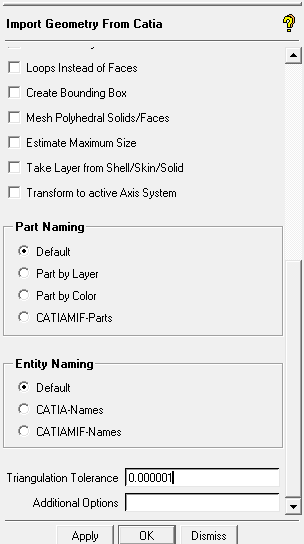 Import Geometry From Catia
Loops Instead of Faces
Create Bounding Box
Mesh Polyhedral Solids/Faces
Estimate Maximum Size
Take Layer from Shell/Skin/Solid
Transform to active Axis System
Part Naming
Default
Part by Layer
Part by Color
CATIAMIF-Parts
Entity Naming
Default
CATIA-Names
CATIAMIF-Names
Triangulation Tolerance 0.000001
Additional Options
Apply OK Dismiss